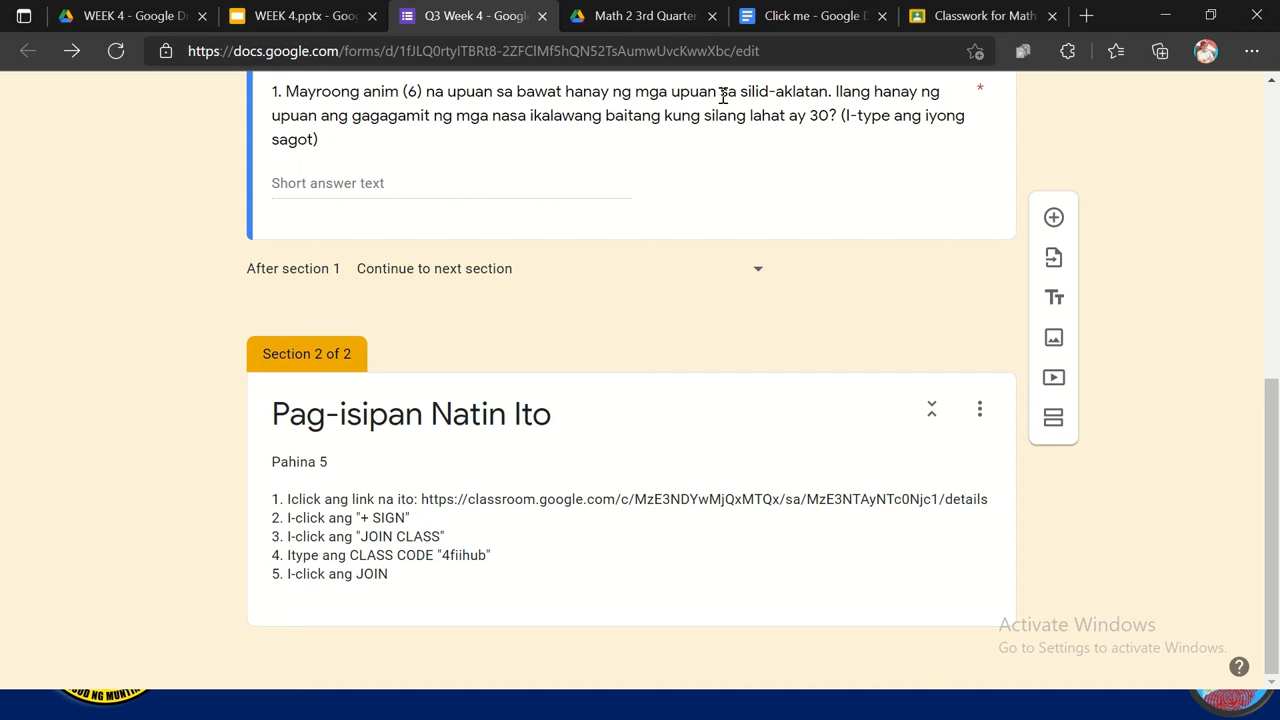 WEEK 4 - Google D
WEEK 4.pptx - Goo
Q3 Week 4 - Googl
Math 2 3rd Quarter
Click me - Google D
Classwork for Math
https://docs.google.com/forms/d/1fJLQ0rtyITBRt8-2ZFClMf5hQN52TsAumwUvcKwwXbc/edit
1. Mayroong anim (6) na upuan sa bawat hanay ng mga upuan sa silid-aklatan. Ilang hanay ng
upuan ang gagagamit ng mga nasa ikalawang baitang kung silang lahat ay 30? (I-type ang iyong
sagot)
*
Short answer text
After section 1 Continue to next section
Section 2 of 2
Pag-isipan Natin Ito
Pahina 5
1. Iclick ang link na ito: https://classroom.google.com/c/MzE3NDYwMjQxMTQx/sa/MzE3NTAyNTc0Njc1/details
2. I-click ang "+ SIGN"
3. I-click ang "JOIN CLASS"
4. Itype ang CLASS CODE "4fiihub"
5. I-click ang JOIN
Activate Windows
Go to Settings to activate Windows.